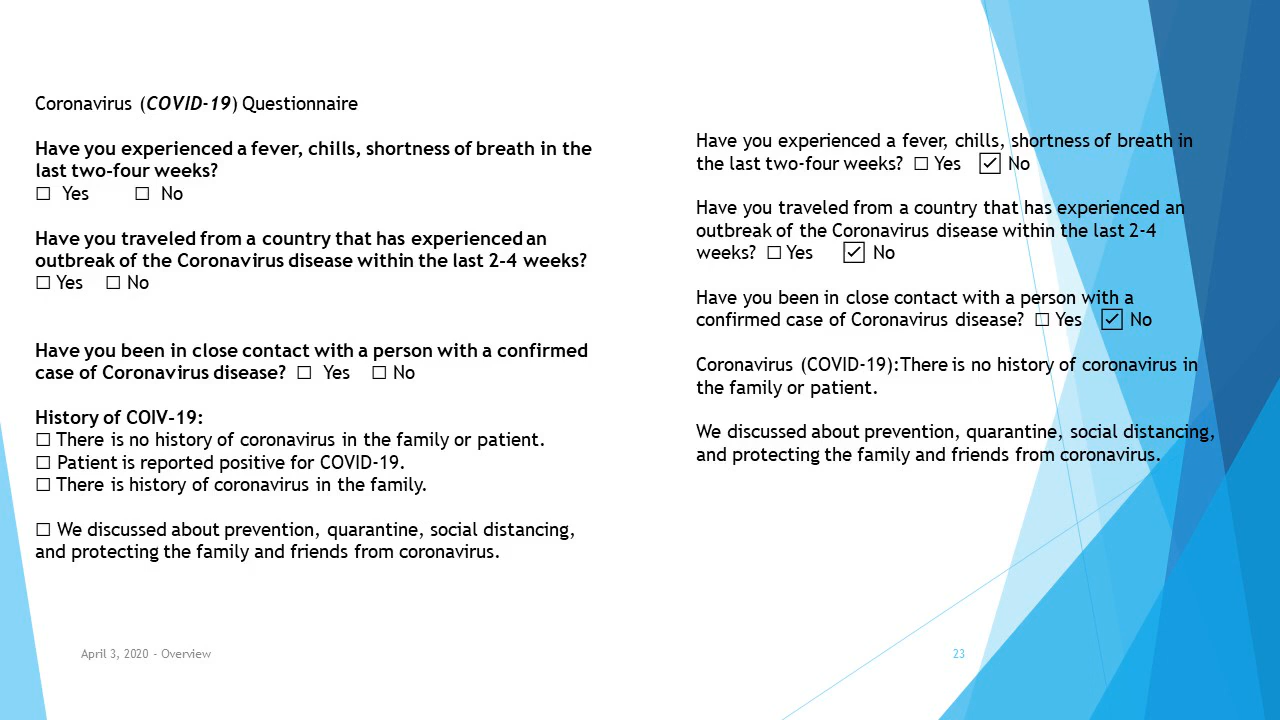 Coronavirus (COVID-19) Questionnaire
Have you experienced a fever, chills, shortness of breath in the
last two-four weeks?
☐ Yes ☐ No
Have you traveled from a country that has experienced an
outbreak of the Coronavirus disease within the last 2-4 weeks?
☐ Yes ☐ No
Have you been in close contact with a person with a confirmed
case of Coronavirus disease? ☐ Yes ☐ No
History of COIV-19:
☐ There is no history of coronavirus in the family or patient.
☐ Patient is reported positive for COVID-19.
☐ There is history of coronavirus in the family.
☐ We discussed about prevention, quarantine, social distancing,
and protecting the family and friends from coronavirus.
Have you experienced a fever, chills, shortness of breath in
the last two-four weeks? ☐ Yes ☑ No
Have you traveled from a country that has experienced an
outbreak of the Coronavirus disease within the last 2-4
weeks? ☐ Yes ☑ No
Have you been in close contact with a person with a
confirmed case of Coronavirus disease? ☐ Yes ☑ No
Coronavirus (COVID-19):There is no history of coronavirus in
the family or patient.
We discussed about prevention, quarantine, social distancing,
and protecting the family and friends from coronavirus.
April 3, 2020 - Overview
23